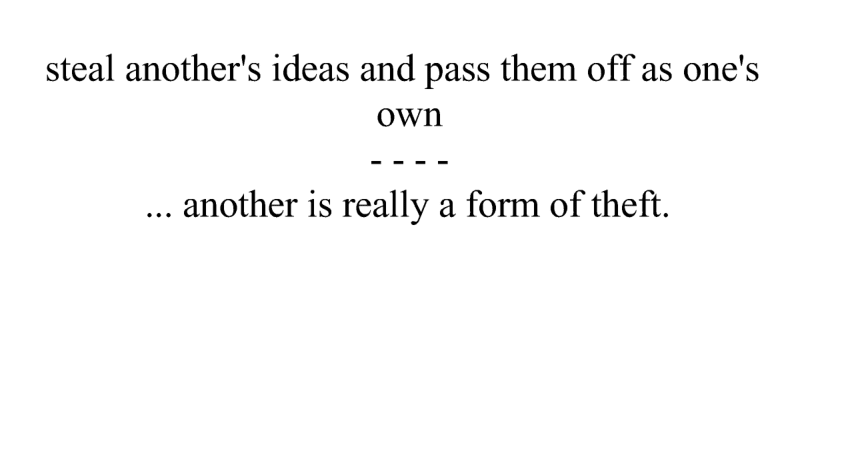 steal another's ideas and pass them off as one's
own
- - - -
... another is really a form of theft.